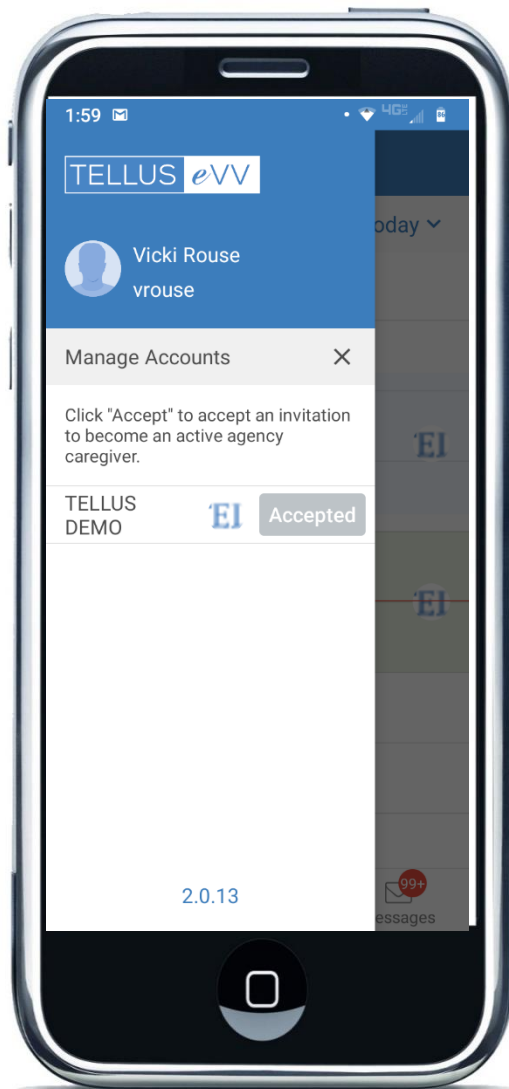 1:59
4GE
TELLUS eVV
oday
Vicki Rouse
vrouse
Manage Accounts
Click "Accept" to accept an invitation
to become an active agency
caregiver.
EI
TELLUS
DEMO
EI
Accepted
EI
2.0.13
99+
essages